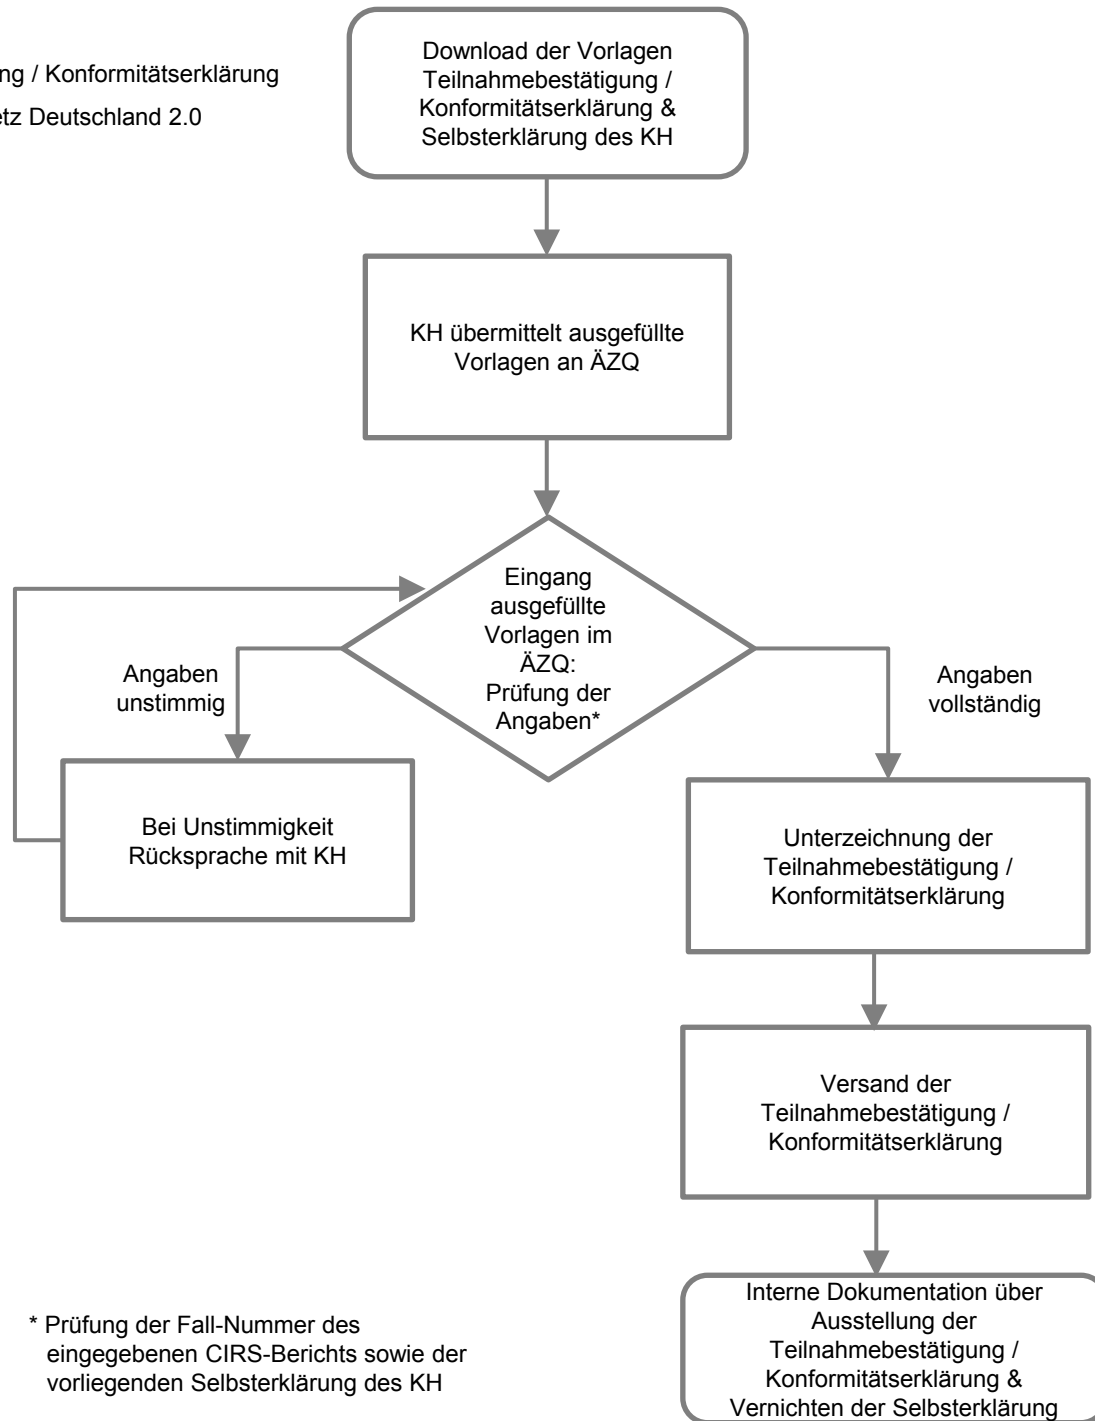 Download der Vorlagen
Teilnahmebestätigung /
Konformitätserklärung &
Selbsterklärung des KH
ng / Konformitätserklärung
etz Deutschland 2.0
KH übermittelt ausgefüllte
Vorlagen an ÄZQ
Eingang
ausgefüllte
Vorlagen im
ÄZQ:
Prüfung der
Angaben*
Angaben
unstimmig
Angaben
vollständig
Bei Unstimmigkeit
Rücksprache mit KH
Unterzeichnung der
Teilnahmebestätigung /
Konformitätserklärung
Versand der
Teilnahmebestätigung /
Konformitätserklärung
Interne Dokumentation über
Ausstellung der
Teilnahmebestätigung /
Konformitätserklärung &
Vernichten der Selbsterklärung
* Prüfung der Fall-Nummer des
eingegebenen CIRS-Berichts sowie der
vorliegenden Selbsterklärung des KH